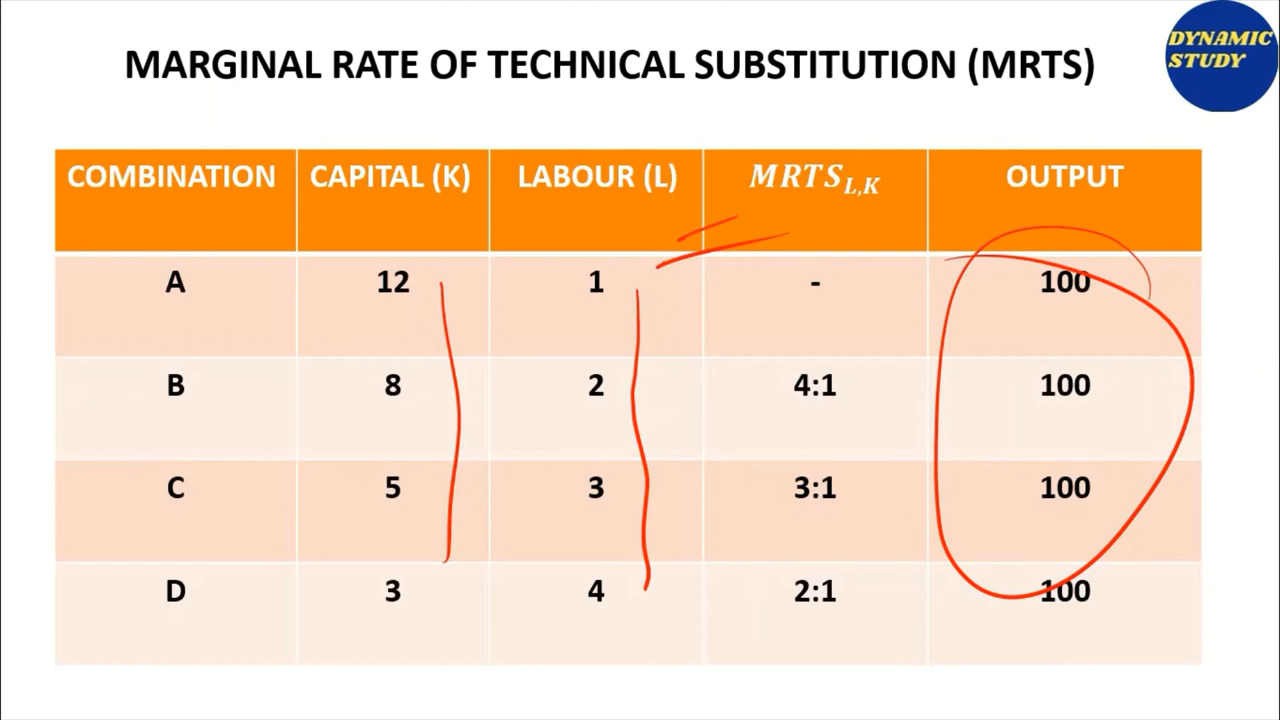 MARGINAL RATE OF TECHNICAL SUBSTITUTION (MRTS)
DYNAMIC
STUDY
COMBINATION CAPITAL (K) LABOUR (L) MRTS_{L,K} OUTPUT
A 12 1 - 100
B 8 2 4:1 100
C 5 3 3:1 100
D 3 4 2:1 100